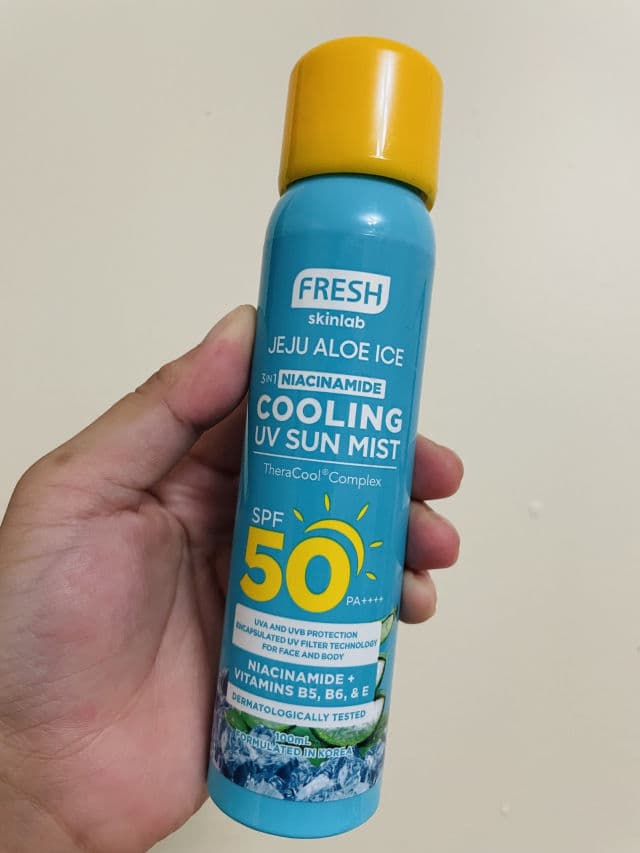 FRESH
skinlab
JEJU ALOE ICE
3IN1 NIACINAMIDE
COOLING
UV SUN MIST
TheraCool® Complex
SPF
50
PA++++
UVA AND UVB PROTECTION
ENCAPSULATED UV FILTER TECHNOLOGY
FOR FACE AND BODY
NIACINAMIDE +
VITAMINS B5, B6, & E
DERMATOLOGICALLY TESTED
100mL
FORMULATED IN KOREA